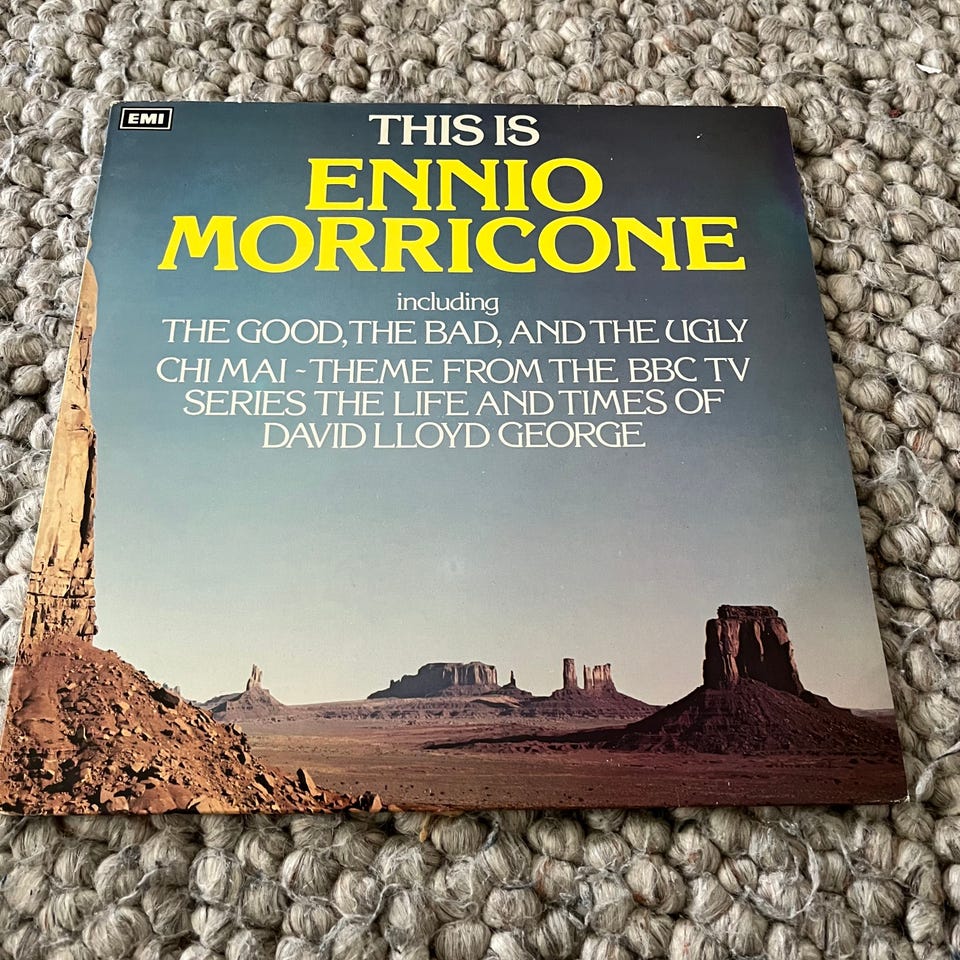 EMI
THIS IS
ENNIO
MORRICONE
including
THE GOOD, THE BAD, AND THE UGLY
CHI MAI ~ THEME FROM THE BBC TV
SERIES THE LIFE AND TIMES OF
DAVID LLOYD GEORGE